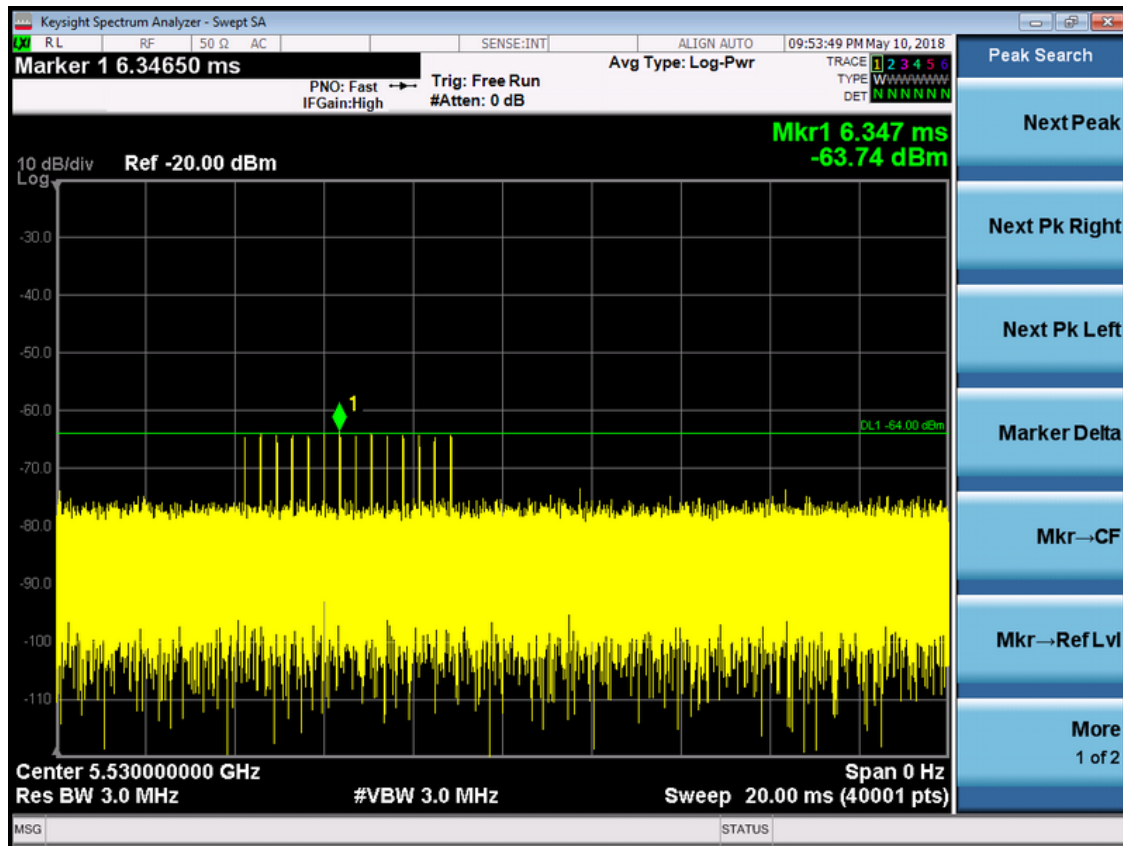 Keysight Spectrum Analyzer - Swept SA
LXI RL RF 50 Ω AC SENSE:INT ALIGN AUTO 09:53:49 PM May 10, 2018
Marker 1 6.34650 ms
PNO: Fast
IFGain:High
Trig: Free Run
#Atten: 0 dB
Avg Type: Log-Pwr
TRACE 1 2 3 4 5 6
TYPE WWWWWW
DET N N N N N N
Peak Search
Mkr1 6.347 ms
-63.74 dBm
10 dB/div
Log
Ref -20.00 dBm
-30.0
-40.0
-50.0
-60.0
1
DL1 -64.00 dBm
-70.0
-80.0
-90.0
-100
-110
Center 5.530000000 GHz
Span 0 Hz
Res BW 3.0 MHz
#VBW 3.0 MHz
Sweep 20.00 ms (40001 pts)
MSG
STATUS
Next Peak
Next Pk Right
Next Pk Left
Marker Delta
Mkr→CF
Mkr→Ref Lvl
More
1 of 2